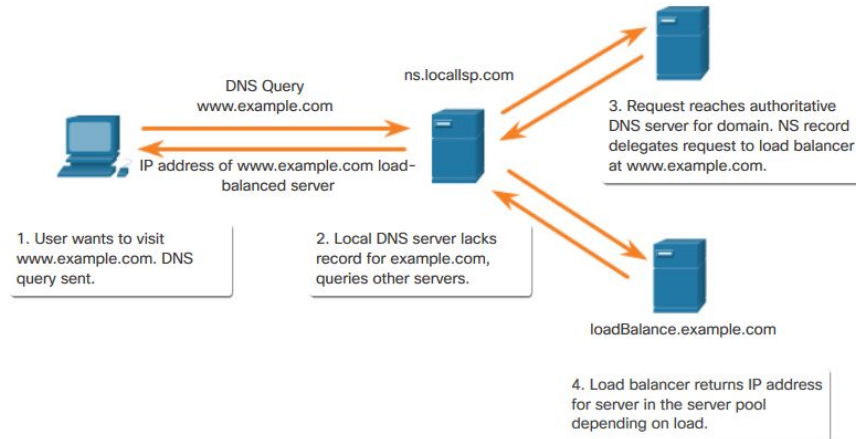 DNS Query
www.example.com
ns.locallsp.com
IP address of www.example.com load-
balanced server
3. Request reaches authoritative
DNS server for domain. NS record
delegates request to load balancer
at www.example.com.
1. User wants to visit
www.example.com. DNS
query sent.
2. Local DNS server lacks
record for example.com,
queries other servers.
loadBalance.example.com
4. Load balancer returns IP address
for server in the server pool
depending on load.